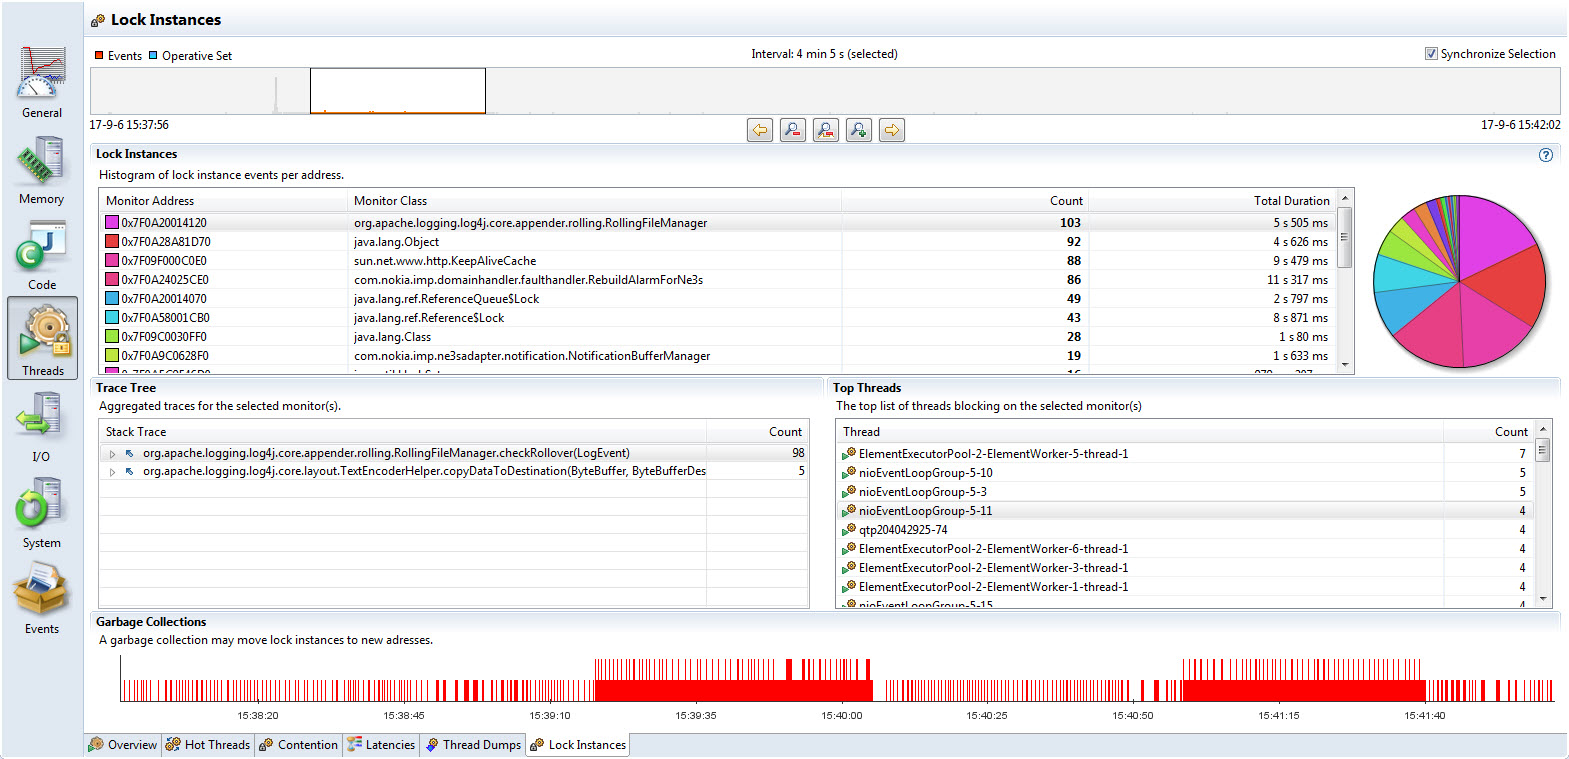 Lock Instances
Events Operative Set Interval: 4 min 5 s (selected) Synchronize Selection
17-9-6 15:37:56 17-9-6 15:42:02
General
Memory
Code
Threads
I/O
System
Events
Lock Instances
Histogram of lock instance events per address.
Monitor Address Monitor Class Count Total Duration
0x7F0A20014120 org.apache.logging.log4j.core.appender.rolling.RollingFileManager 103 5 s 505 ms
0x7F0A28A81D70 java.lang.Object 92 4 s 626 ms
0x7F09F000C0E0 sun.net.www.http.KeepAliveCache 88 9 s 479 ms
0x7F0A24025CE0 com.nokia.imp.domainhandler.faulthandler.RebuildAlarmForNe3s 86 11 s 317 ms
0x7F0A20014070 java.lang.ref.ReferenceQueue$Lock 49 2 s 797 ms
0x7F0A58001CB0 java.lang.ref.Reference$Lock 43 8 s 871 ms
0x7F09C0030FF0 java.lang.Class 28 1 s 80 ms
0x7F0A9C0628F0 com.nokia.imp.ne3sadapter.notification.NotificationBufferManager 19 1 s 633 ms
Trace Tree
Aggregated traces for the selected monitor(s).
Stack Trace Count
org.apache.logging.log4j.core.appender.rolling.RollingFileManager.checkRollover(LogEvent) 98
org.apache.logging.log4j.core.layout.TextEncoderHelper.copyDataToDestination(ByteBuffer, ByteBufferDes 5
Top Threads
The top list of threads blocking on the selected monitor(s)
Thread Count
ElementExecutorPool-2-ElementWorker-5-thread-1 7
nioEventLoopGroup-5-10 5
nioEventLoopGroup-5-3 5
nioEventLoopGroup-5-11 4
qtp204042925-74 4
ElementExecutorPool-2-ElementWorker-6-thread-1 4
ElementExecutorPool-2-ElementWorker-3-thread-1 4
ElementExecutorPool-2-ElementWorker-1-thread-1 4
nioEventLoopGroup-5-15 4
Garbage Collections
A garbage collection may move lock instances to new adresses.
15:38:20 15:38:45 15:39:10 15:39:35 15:40:00 15:40:25 15:40:50 15:41:15 15:41:40
Overview Hot Threads Contention Latencies Thread Dumps Lock Instances